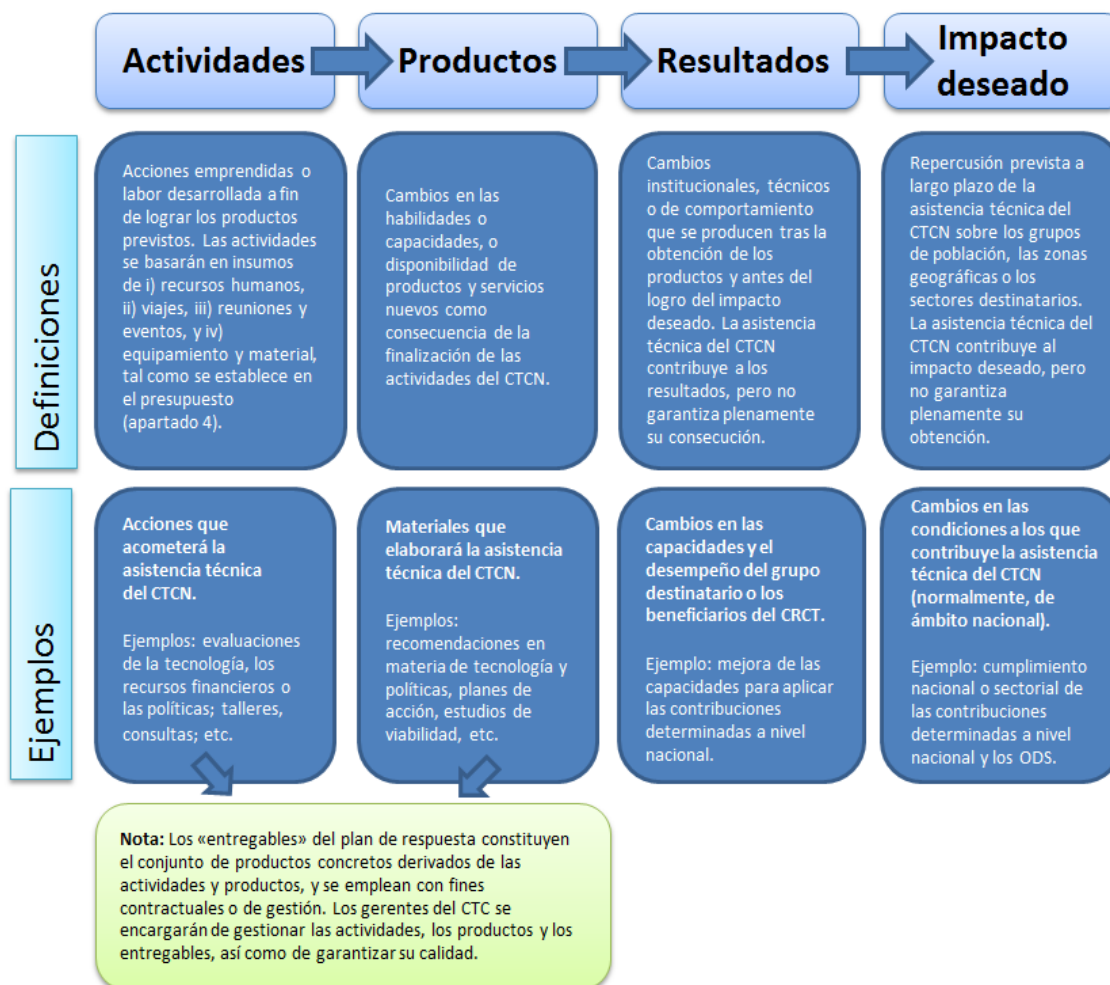 Actividades
Productos
Resultados
Impacto
deseado
Definiciones
Acciones emprendidas o
labor desarrollada a fin
de lograr los productos
previstos. Las actividades
se basarán en insumos
de i) recursos humanos,
ii) viajes, iii) reuniones y
eventos, y iv)
equipamiento y material,
tal como se establece en
el presupuesto
(apartado 4).
Cambios en las
habilidades o
capacidades, o
disponibilidad de
productos y servicios
nuevos como
consecuencia de la
finalización de las
actividades del CTCN.
Cambios
institucionales, técnicos
o de comportamiento
que se producen tras la
obtención de los
productos y antes del
logro del impacto
deseado. La asistencia
técnica del CTCN
contribuye a los
resultados, pero no
garantiza plenamente
su consecución.
Repercusión prevista a
largo plazo de la
asistencia técnica del
CTCN sobre los grupos
de población, las zonas
geográficas o los
sectores destinatarios.
La asistencia técnica del
CTCN contribuye al
impacto deseado, pero
no garantiza
plenamente su
obtención.
Ejemplos
Acciones que
acometerá la
asistencia técnica
del CTCN.
Ejemplos: evaluaciones
de la tecnología, los
recursos financieros o
las políticas; talleres,
consultas; etc.
Materiales que
elaborará la asistencia
técnica del CTCN.
Ejemplos:
recomendaciones en
materia de tecnología y
políticas, planes de
acción, estudios de
viabilidad, etc.
Cambios en las
capacidades y el
desempeño del grupo
destinatario o los
beneficiarios del CRCT.
Ejemplo: mejora de las
capacidades para aplicar
las contribuciones
determinadas a nivel
nacional.
Cambios en las
condiciones a los que
contribuye la asistencia
técnica del CTCN
(normalmente, de
ámbito nacional).
Ejemplo: cumplimiento
nacional o sectorial de
las contribuciones
determinadas a nivel
nacional y los ODS.
Nota: Los «entregables» del plan de respuesta constituyen
el conjunto de productos concretos derivados de las
actividades y productos, y se emplean con fines
contractuales o de gestión. Los gerentes del CTC se
encargarán de gestionar las actividades, los productos y los
entregables, así como de garantizar su calidad.